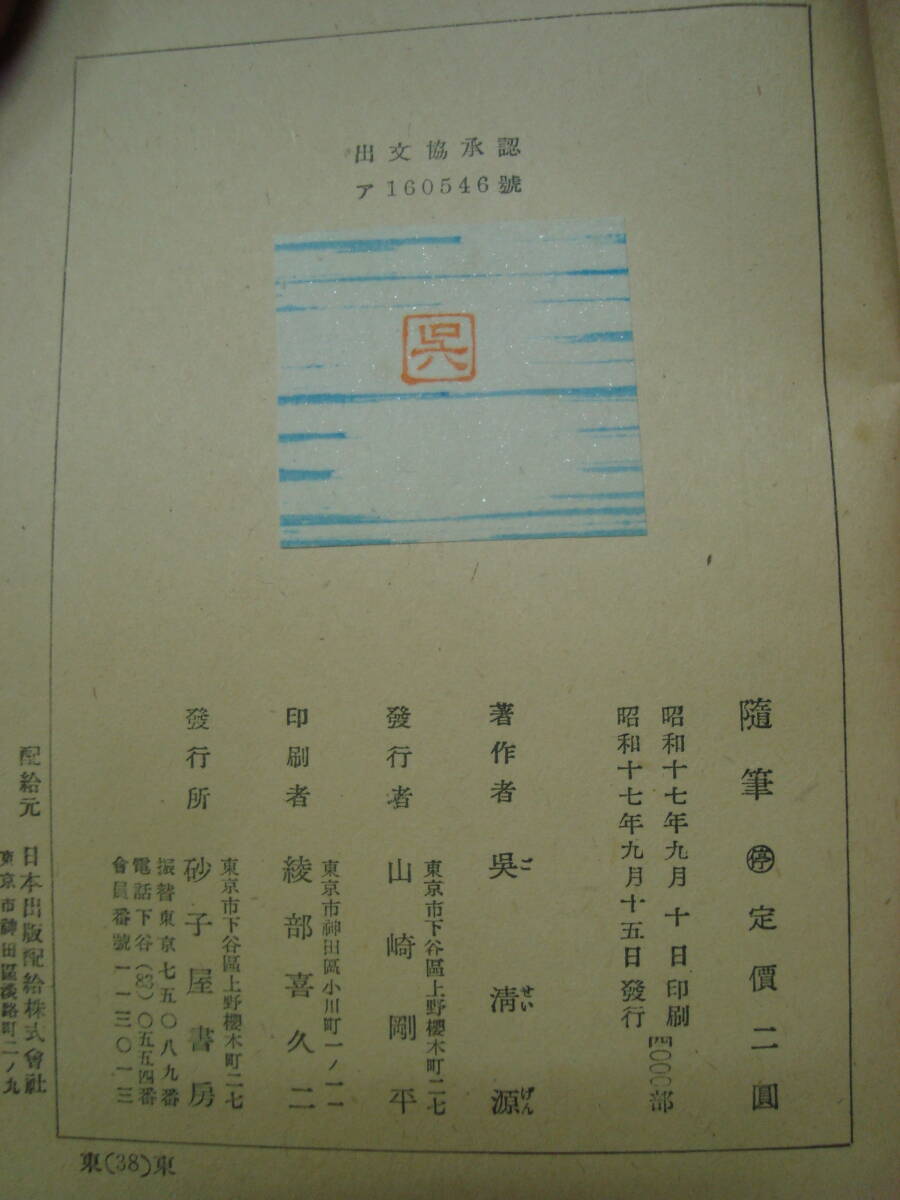 出文協承認
ア160546號
呉
隨筆 ㊡ 定價二圓
昭和十七年九月 十日印刷
昭和十七年九月十五日發行
(四〇〇〇部
著作者 吳清源
ご せい げん
東京市下谷區上野櫻木町二七
發行者 山崎剛平
東京市神田區小川町一ノ一一
印刷者 綾部喜久二
東京市下谷區上野櫻木町二七
發行所 砂子屋書房
振替東京七五〇八九番
電話下谷(83)〇五五四番
會員番號一一三〇一三
配給元 日本出版配給株式會社
東京市神田區淡路町二ノ九
東(38)東